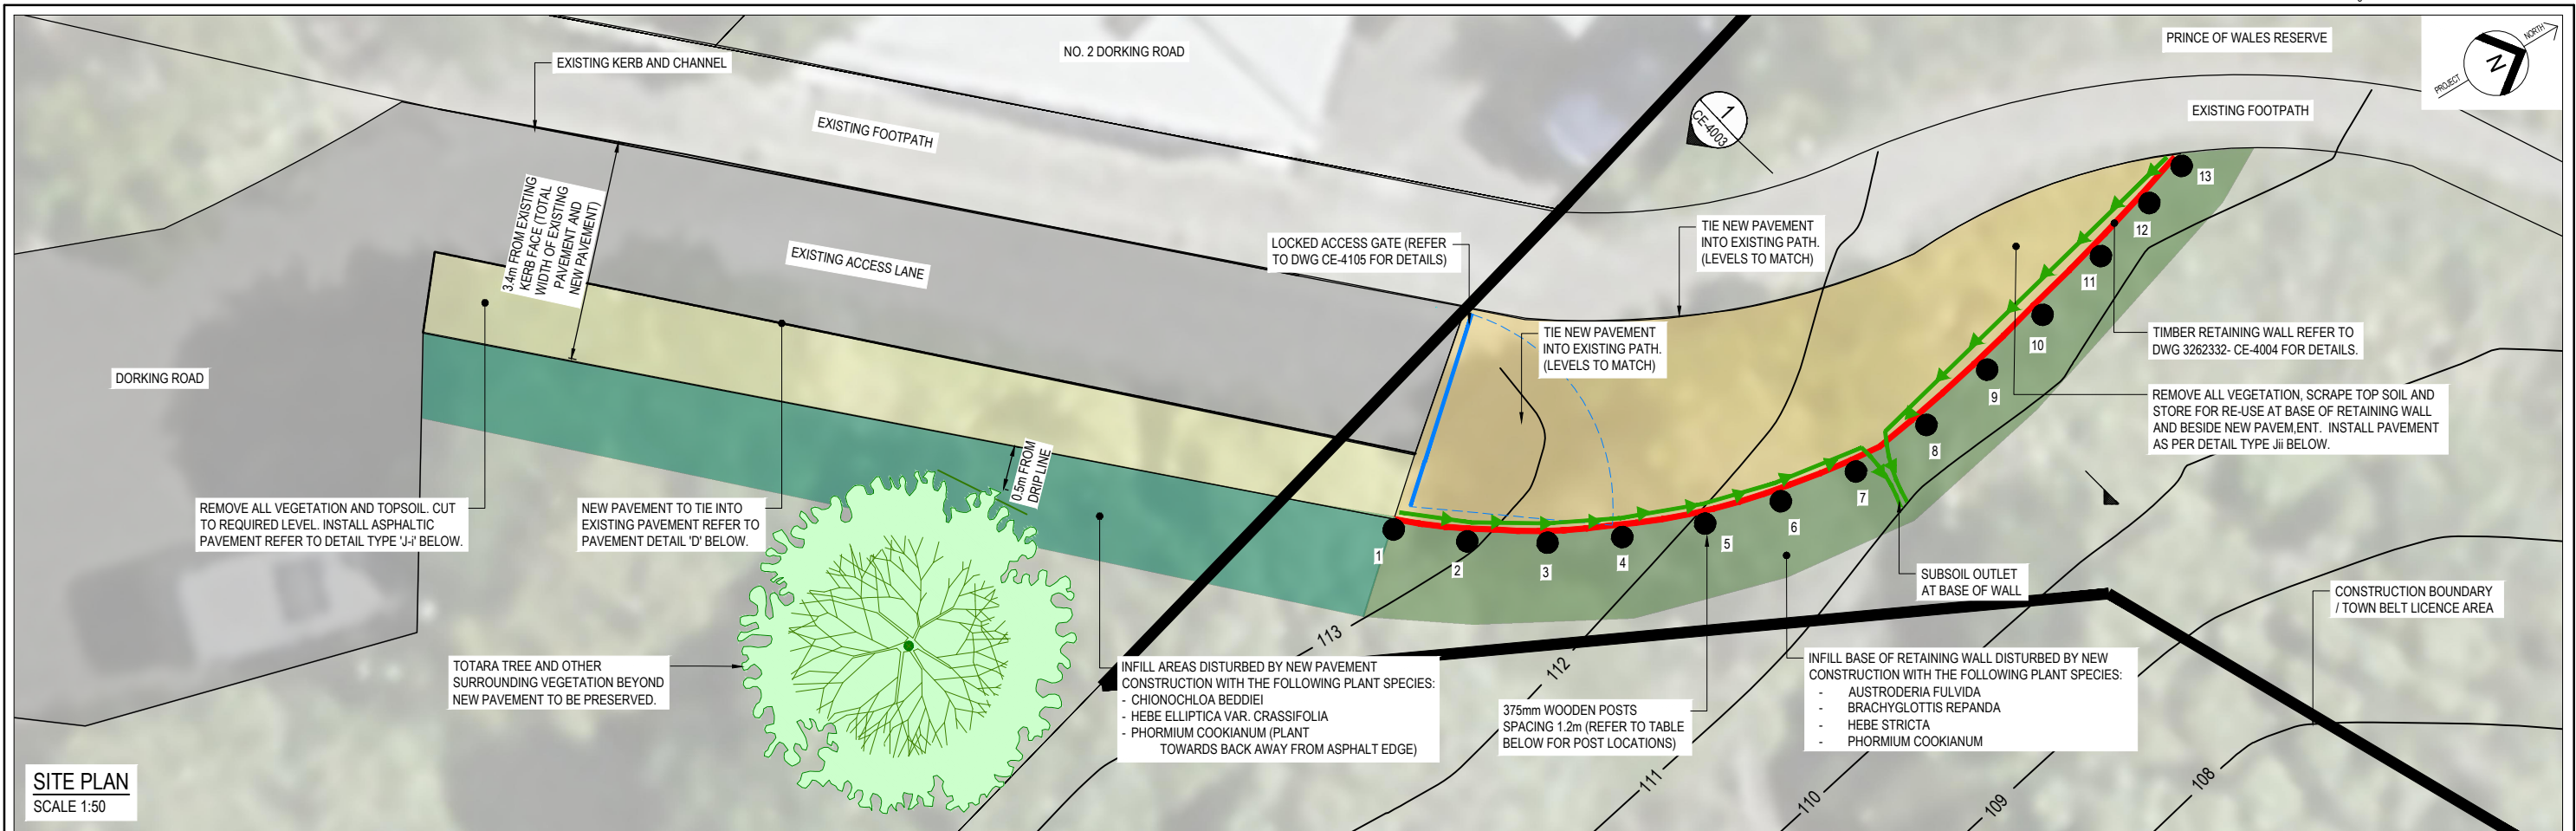 NO. 2 DORKING ROAD
PRINCE OF WALES RESERVE
NORTH
N
PROJECT
EXISTING KERB AND CHANNEL
EXISTING FOOTPATH
1
CE-4003
EXISTING FOOTPATH
3.4m FROM EXISTING
KERB FACE (TOTAL
WIDTH OF EXISTING
PAVEMENT AND
NEW PAVEMENT)
EXISTING ACCESS LANE
LOCKED ACCESS GATE (REFER
TO DWG CE-4105 FOR DETAILS)
TIE NEW PAVEMENT
INTO EXISTING PATH.
(LEVELS TO MATCH)
TIE NEW PAVEMENT
INTO EXISTING PATH.
(LEVELS TO MATCH)
TIMBER RETAINING WALL REFER TO
DWG 3262332- CE-4004 FOR DETAILS.
DORKING ROAD
REMOVE ALL VEGETATION, SCRAPE TOP SOIL AND
STORE FOR RE-USE AT BASE OF RETAINING WALL
AND BESIDE NEW PAVEM,ENT. INSTALL PAVEMENT
AS PER DETAIL TYPE Jii BELOW.
0.5m FROM
DRIP LINE
REMOVE ALL VEGETATION AND TOPSOIL. CUT
TO REQUIRED LEVEL. INSTALL ASPHALTIC
PAVEMENT REFER TO DETAIL TYPE 'J-i' BELOW.
NEW PAVEMENT TO TIE INTO
EXISTING PAVEMENT REFER TO
PAVEMENT DETAIL 'D' BELOW.
1
2
3
4
5
6
7
8
9
10
11
12
13
SUBSOIL OUTLET
AT BASE OF WALL
CONSTRUCTION BOUNDARY
/ TOWN BELT LICENCE AREA
TOTARA TREE AND OTHER
SURROUNDING VEGETATION BEYOND
NEW PAVEMENT TO BE PRESERVED.
INFILL AREAS DISTURBED BY NEW PAVEMENT
CONSTRUCTION WITH THE FOLLOWING PLANT SPECIES:
- CHIONOCHLOA BEDDIEI
- HEBE ELLIPTICA VAR. CRASSIFOLIA
- PHORMIUM COOKIANUM (PLANT
TOWARDS BACK AWAY FROM ASPHALT EDGE)
375mm WOODEN POSTS
SPACING 1.2m (REFER TO TABLE
BELOW FOR POST LOCATIONS)
INFILL BASE OF RETAINING WALL DISTURBED BY NEW
CONSTRUCTION WITH THE FOLLOWING PLANT SPECIES:
- AUSTRODERIA FULVIDA
- BRACHYGLOTTIS REPANDA
- HEBE STRICTA
- PHORMIUM COOKIANUM
113
112
111
110
109
108
SITE PLAN
SCALE 1:50